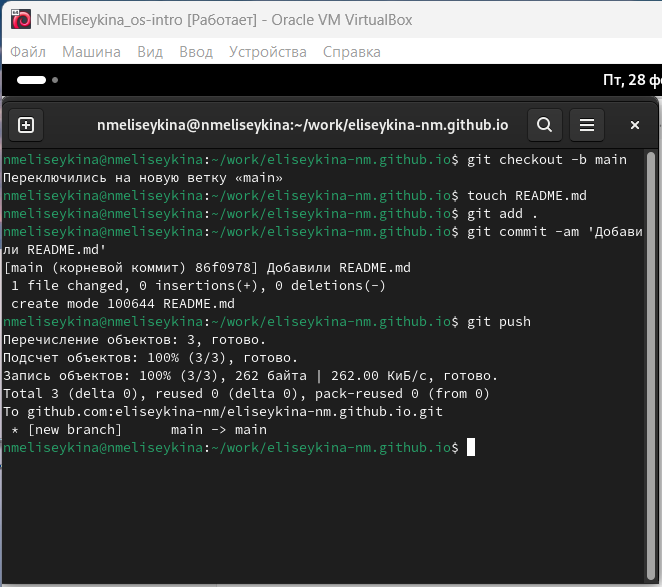 NMEliseykina_os-intro [Работает] - Oracle VM VirtualBox
Файл Машина Вид Ввод Устройства Справка
Пт, 28 фе
nmeliseykina@nmeliseykina:~/work/eliseykina-nm.github.io
nmeliseykina@nmeliseykina:~/work/eliseykina-nm.github.io$ git checkout -b main
Переключились на новую ветку «main»
nmeliseykina@nmeliseykina:~/work/eliseykina-nm.github.io$ touch README.md
nmeliseykina@nmeliseykina:~/work/eliseykina-nm.github.io$ git add .
nmeliseykina@nmeliseykina:~/work/eliseykina-nm.github.io$ git commit -am 'Добави
ли README.md'
[main (корневой коммит) 86f0978] Добавили README.md
1 file changed, 0 insertions(+), 0 deletions(-)
create mode 100644 README.md
nmeliseykina@nmeliseykina:~/work/eliseykina-nm.github.io$ git push
Перечисление объектов: 3, готово.
Подсчет объектов: 100% (3/3), готово.
Запись объектов: 100% (3/3), 262 байта | 262.00 КиБ/с, готово.
Total 3 (delta 0), reused 0 (delta 0), pack-reused 0 (from 0)
To github.com:eliseykina-nm/eliseykina-nm.github.io.git
* [new branch]      main -> main
nmeliseykina@nmeliseykina:~/work/eliseykina-nm.github.io$